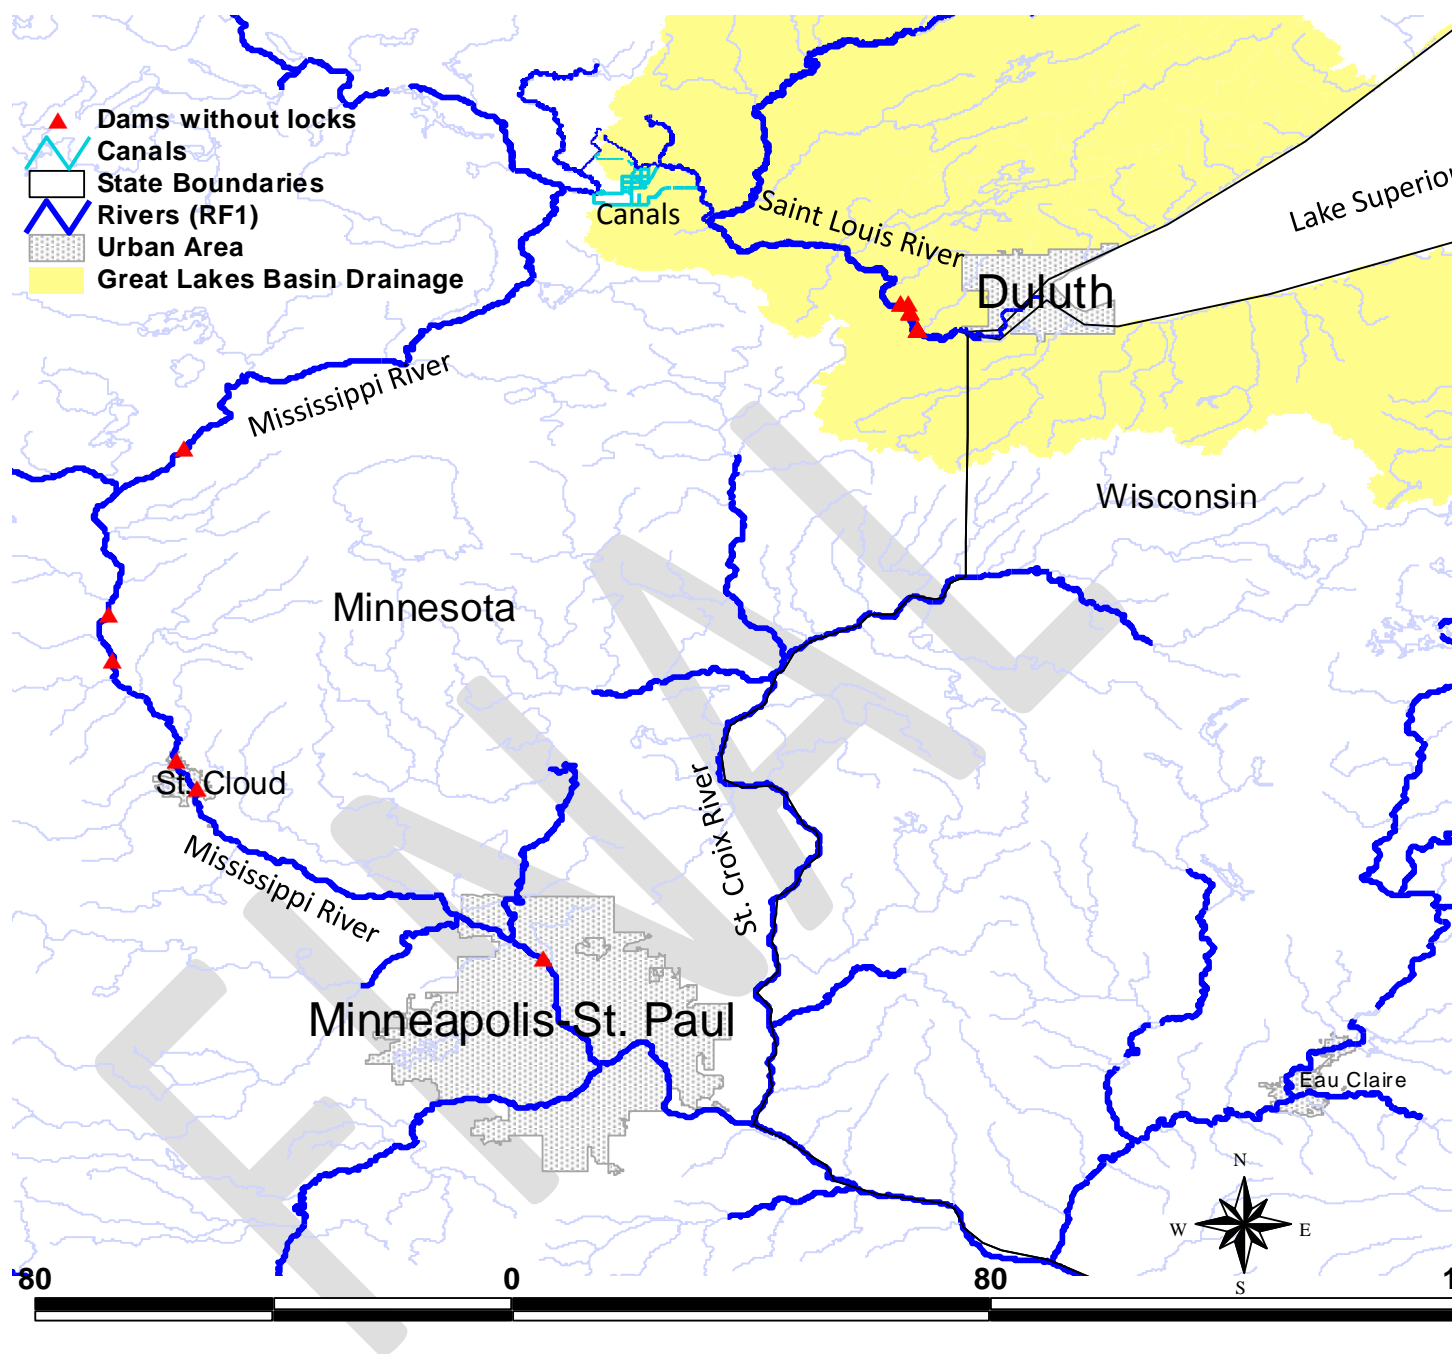 Dams without locks
Canals
State Boundaries
Rivers (RF1)
Urban Area
Great Lakes Basin Drainage
Canals
Saint Louis River
Lake Superior
Duluth
Mississippi River
Wisconsin
Minnesota
St. Cloud
St. Croix River
Mississippi River
Minneapolis-St. Paul
Eau Claire
FINAL
N
W
E
S
80
0
80
1